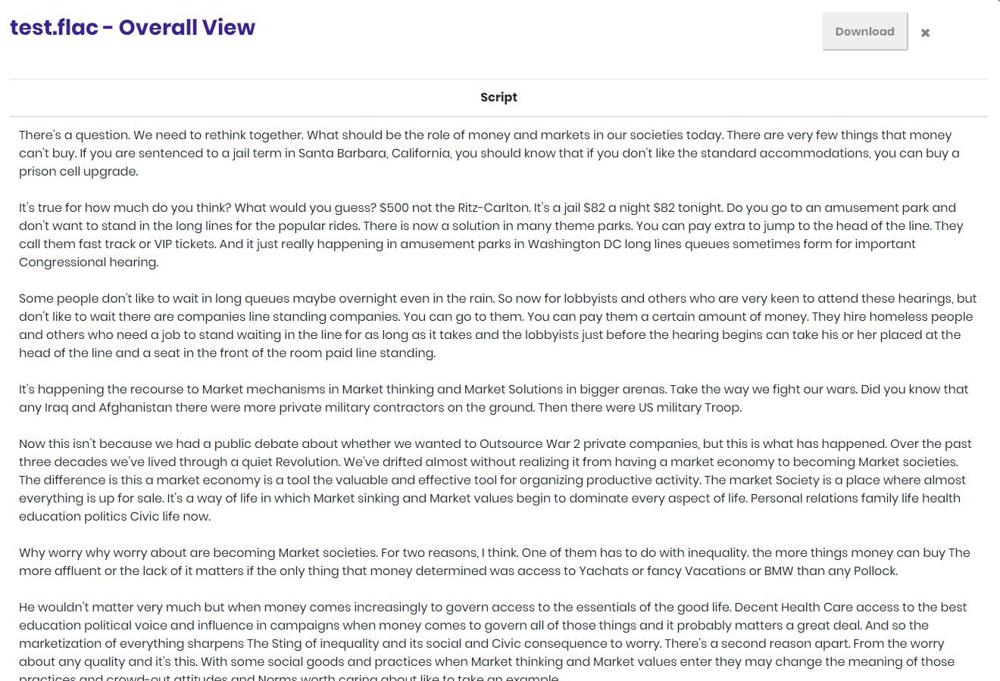 test.flac - Overall View
Download
Script
There's a question. We need to rethink together. What should be the role of money and markets in our societies today. There are very few things that money
can't buy. If you are sentenced to a jail term in Santa Barbara, California, you should know that if you don't like the standard accommodations, you can buy a
prison cell upgrade.
It's true for how much do you think? What would you guess? $500 not the Ritz-Carlton. It's a jail $82 a night $82 tonight. Do you go to an amusement park and
don't want to stand in the long lines for the popular rides. There is now a solution in many theme parks. You can pay extra to jump to the head of the line. They
call them fast track or VIP tickets. And it just really happening in amusement parks in Washington DC long lines queues sometimes form for important
Congressional hearing.
Some people don't like to wait in long queues maybe overnight even in the rain. So now for lobbyists and others who are very keen to attend these hearings, but
don't like to wait there are companies line standing companies. You can go to them. You can pay them a certain amount of money. They hire homeless people
and others who need a job to stand waiting in the line for as long as it takes and the lobbyists just before the hearing begins can take his or her placed at the
head of the line and a seat in the front of the room paid line standing.
It's happening the recourse to Market mechanisms in Market thinking and Market Solutions in bigger arenas. Take the way we fight our wars. Did you know that
any Iraq and Afghanistan there were more private military contractors on the ground. Then there were US military Troop.
Now this isn't because we had a public debate about whether we wanted to Outsource War 2 private companies, but this is what has happened. Over the past
three decades we've lived through a quiet Revolution. We've drifted almost without realizing it from having a market economy to becoming Market societies.
The difference is this a market economy is a tool the valuable and effective tool for organizing productive activity. The market Society is a place where almost
everything is up for sale. It's a way of life in which Market sinking and Market values begin to dominate every aspect of life. Personal relations family life health
education politics Civic life now.
Why worry why worry about are becoming Market societies. For two reasons, I think. One of them has to do with inequality. the more things money can buy The
more affluent or the lack of it matters if the only thing that money determined was access to Yachats or fancy Vacations or BMW than any Pollock.
He wouldn't matter very much but when money comes increasingly to govern access to the essentials of the good life. Decent Health Care access to the best
education political voice and influence in campaigns when money comes to govern all of those things and it probably matters a great deal. And so the
marketization of everything sharpens The Sting of inequality and its social and Civic consequence to worry. There's a second reason apart. From the worry
about any quality and it's this. With some social goods and practices when Market thinking and Market values enter they may change the meaning of those
practices and crowd-out attitudes and Norms worth caring about like to take an example